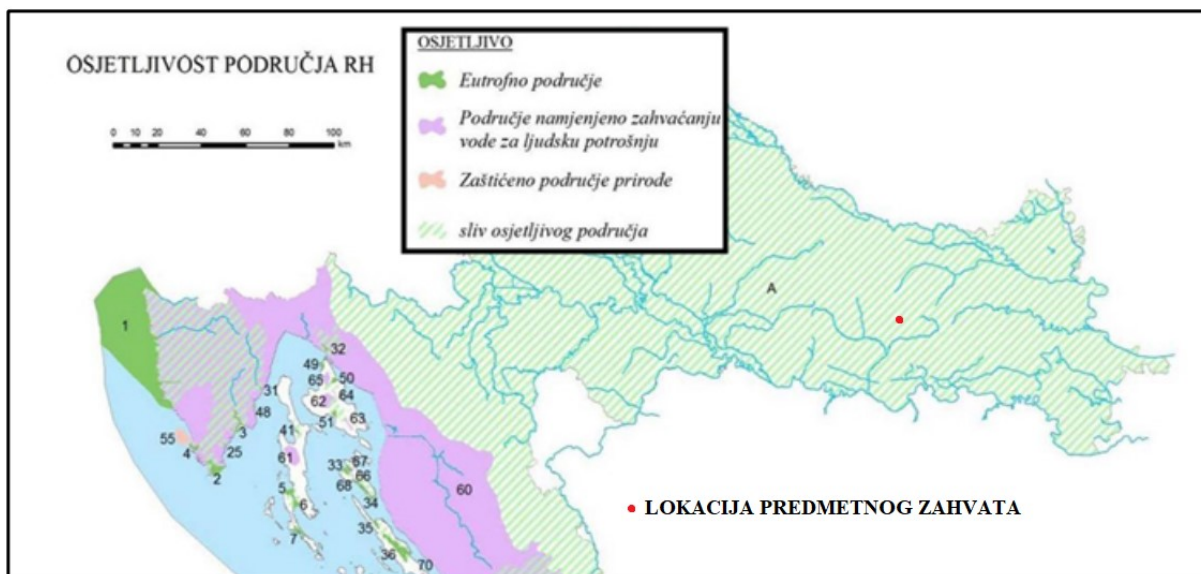 OSJETLJIVOST PODRUČJA RH
0 10 20 40 60 80 100
km
OSJETLJIVO
Eutrofno područje
Područje namjenjeno zahvaćanju
vode za ljudsku potrošnju
Zaštićeno područje prirode
sliv osjetljivog područja
A
1
32
49
65
50
31
64
62
48
51
63
3
41
55
4
25
61
2
33
67
66
68
5
6
34
60
7
35
36
70
LOKACIJA PREDMETNOG ZAHVATA